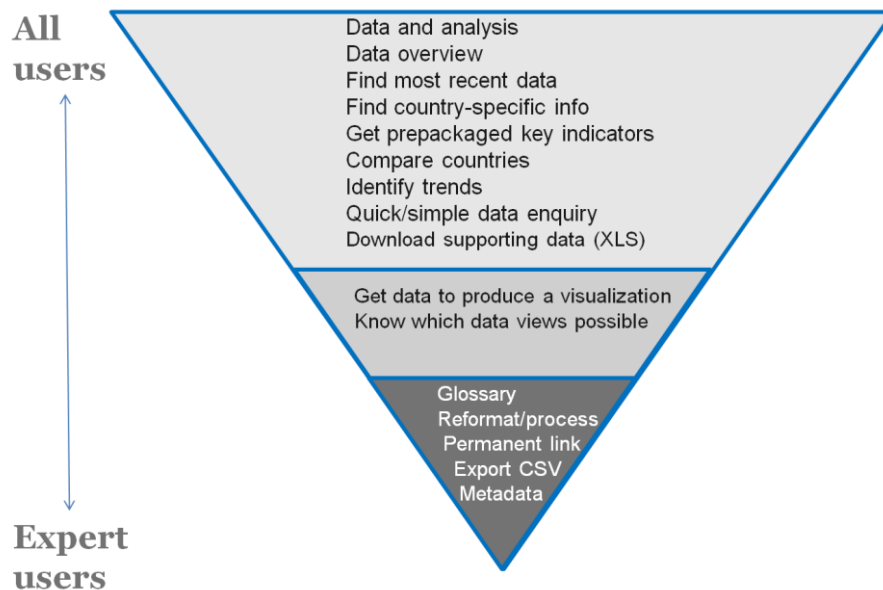 All
users
Data and analysis
Data overview
Find most recent data
Find country-specific info
Get prepackaged key indicators
Compare countries
Identify trends
Quick/simple data enquiry
Download supporting data (XLS)
Get data to produce a visualization
Know which data views possible
Glossary
Reformat/process
Permanent link
Export CSV
Metadata
Expert
users